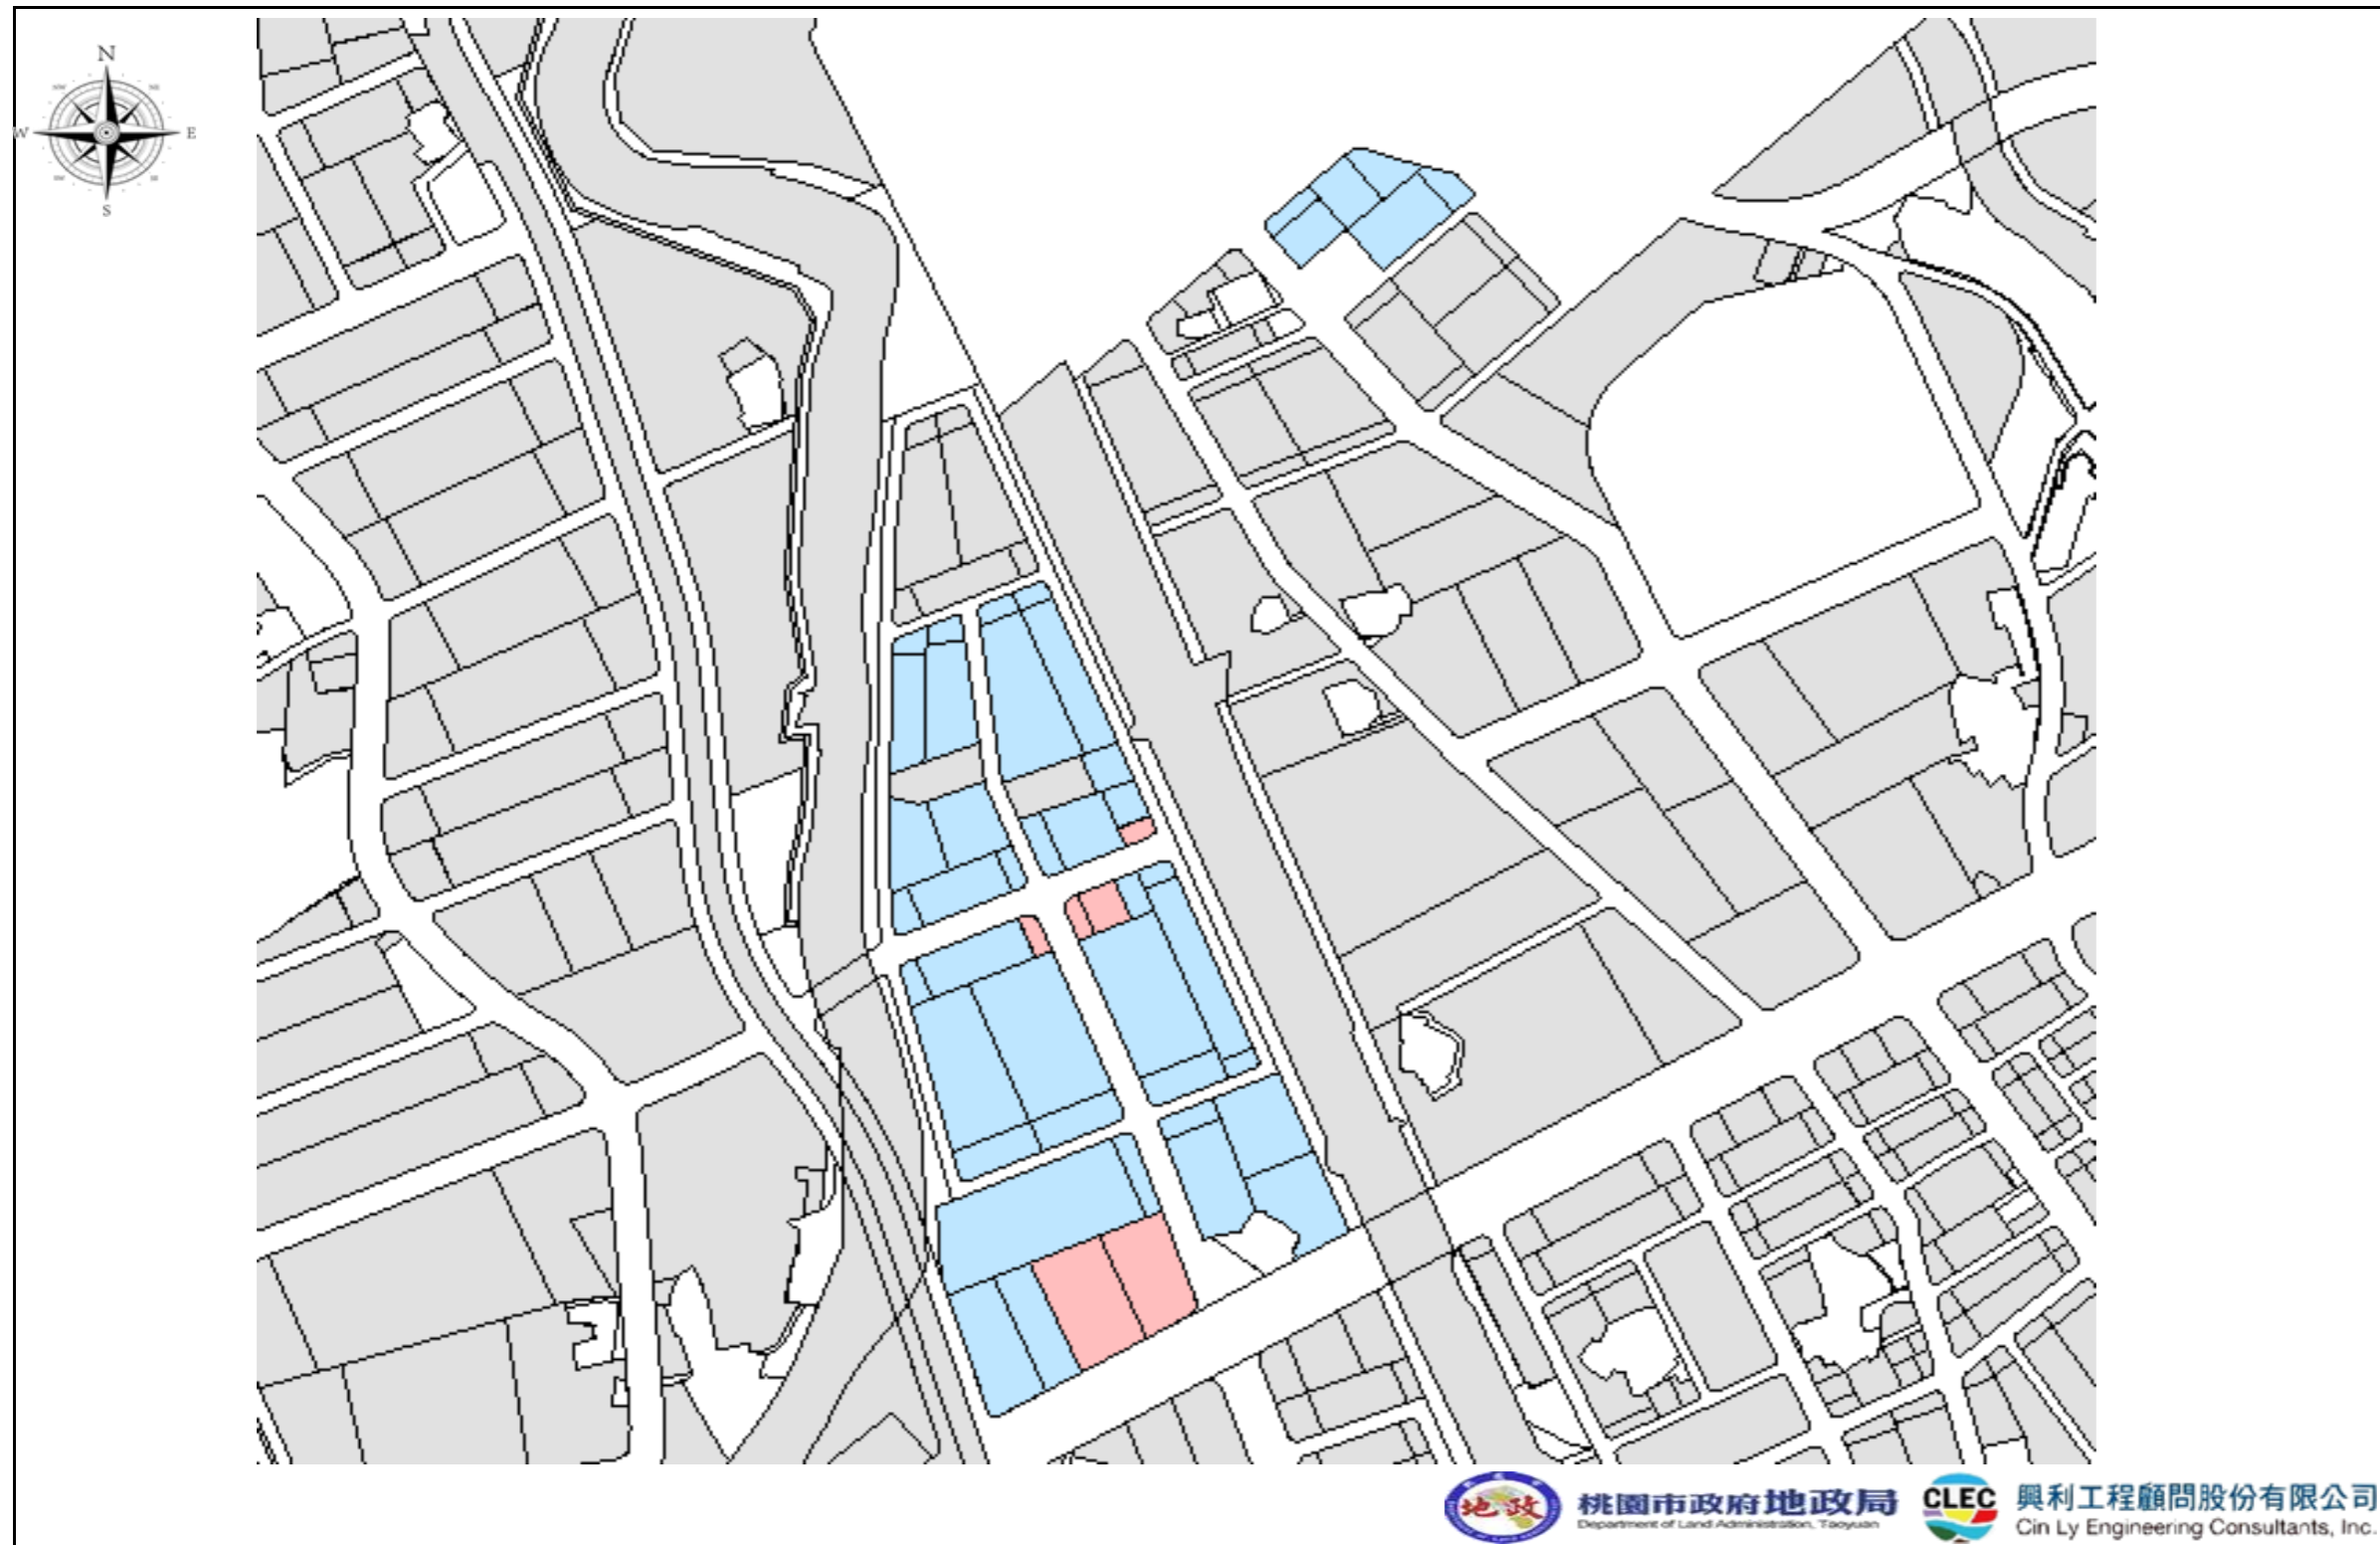 N
W
E
S
地政
桃園市政府地政局
Department of Land Administration, Taoyuan
CLEC
興利工程顧問股份有限公司
Cin Ly Engineering Consultants, Inc.